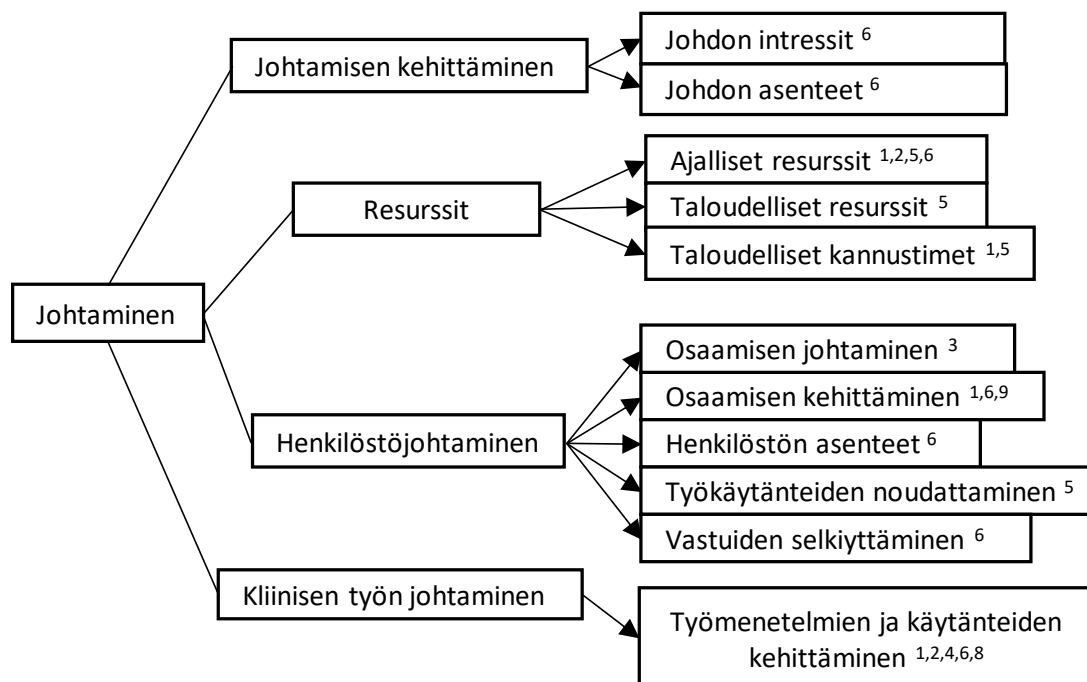 Johdon intressit 6
Johtamisen kehittäminen
Johdon asenteet 6
Ajalliset resurssit 1,2,5,6
Resurssit
Taloudelliset resurssit 5
Taloudelliset kannustimet 1,5
Johtaminen
Osaamisen johtaminen 3
Osaamisen kehittäminen 1,6,9
Henkilöstöjohtaminen
Henkilöstön asenteet 6
Työkäytänteiden noudattaminen 5
Vastuiden selkiyttäminen 6
Kliinisen työn johtaminen
Työmenetelmien ja käytänteiden
kehittäminen 1,2,4,6,8